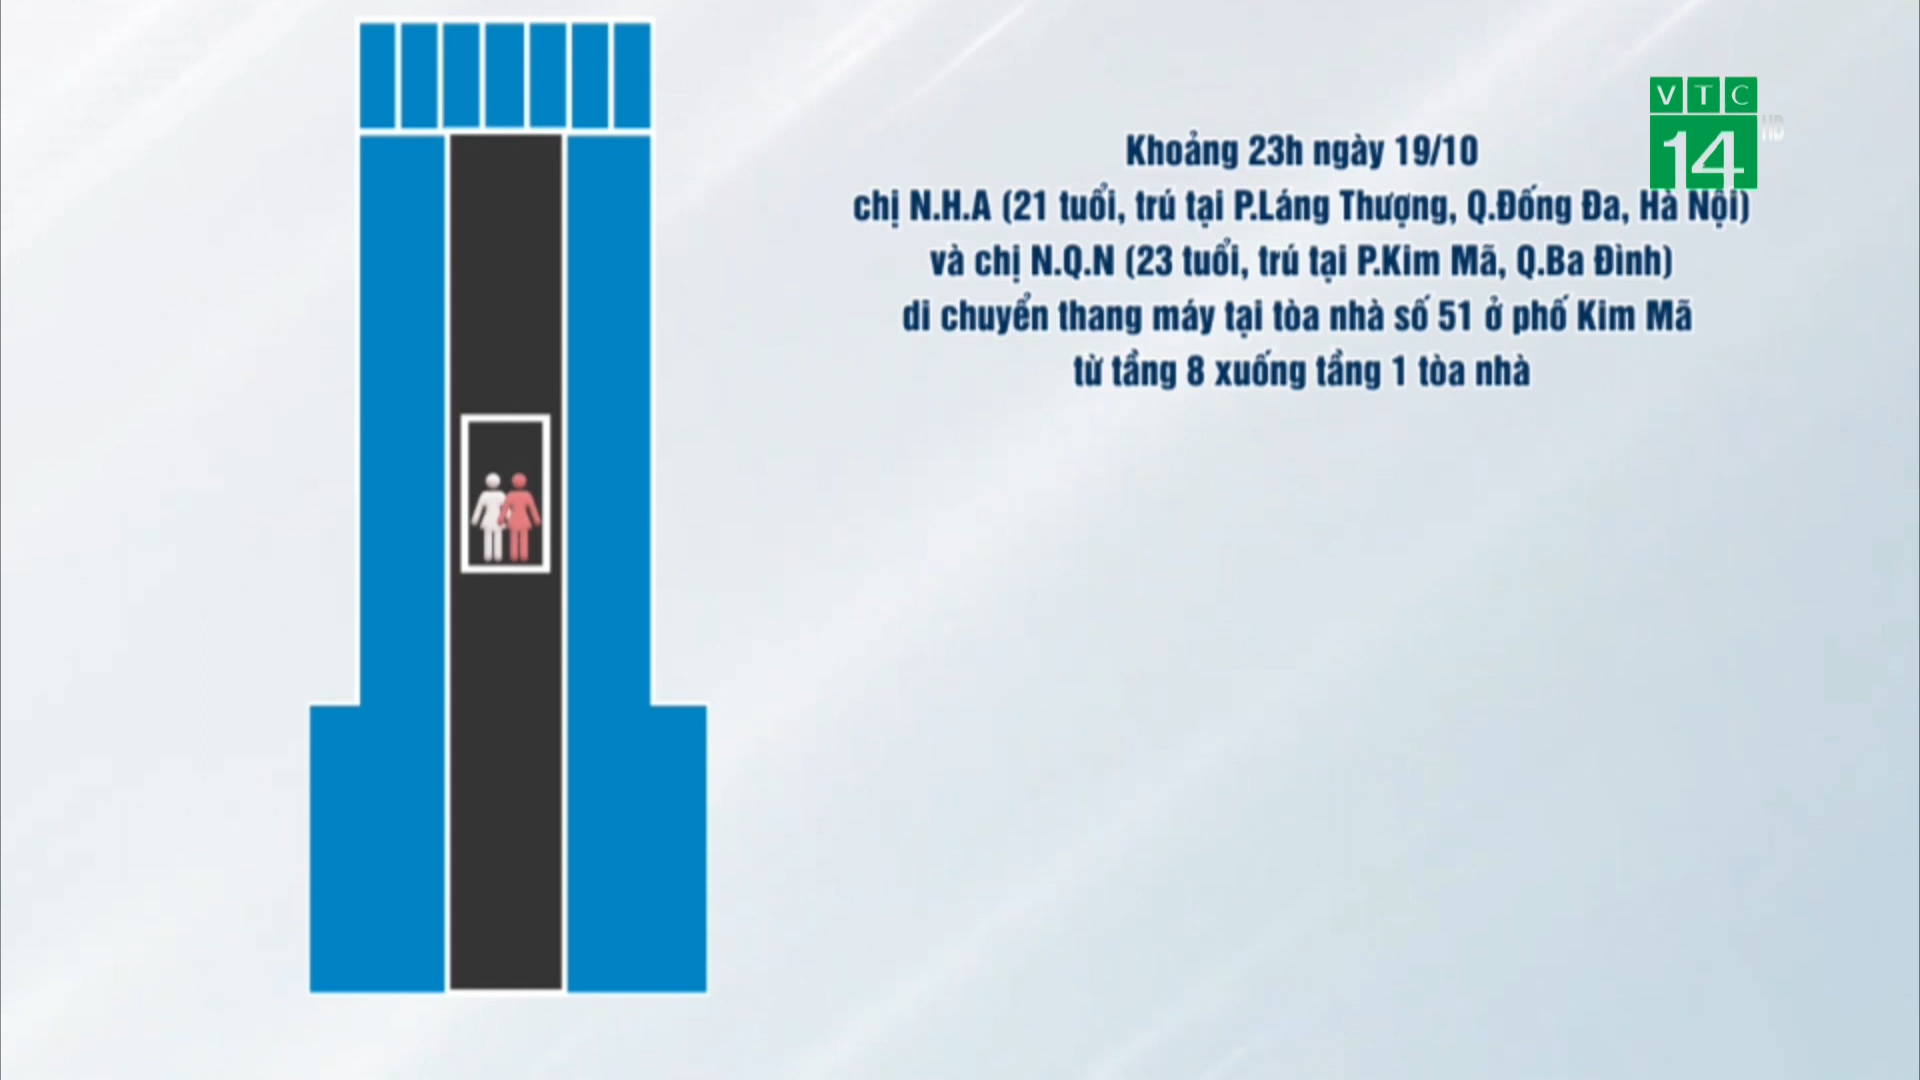 VTC
14
HD
Khoảng 23h ngày 19/10
chị N.H.A (21 tuổi, trú tại P.Láng Thượng, Q.Đống Đa, Hà Nội)
và chị N.Q.N (23 tuổi, trú tại P.Kim Mã, Q.Ba Đình)
di chuyển thang máy tại tòa nhà số 51 ở phố Kim Mã
từ tầng 8 xuống tầng 1 tòa nhà